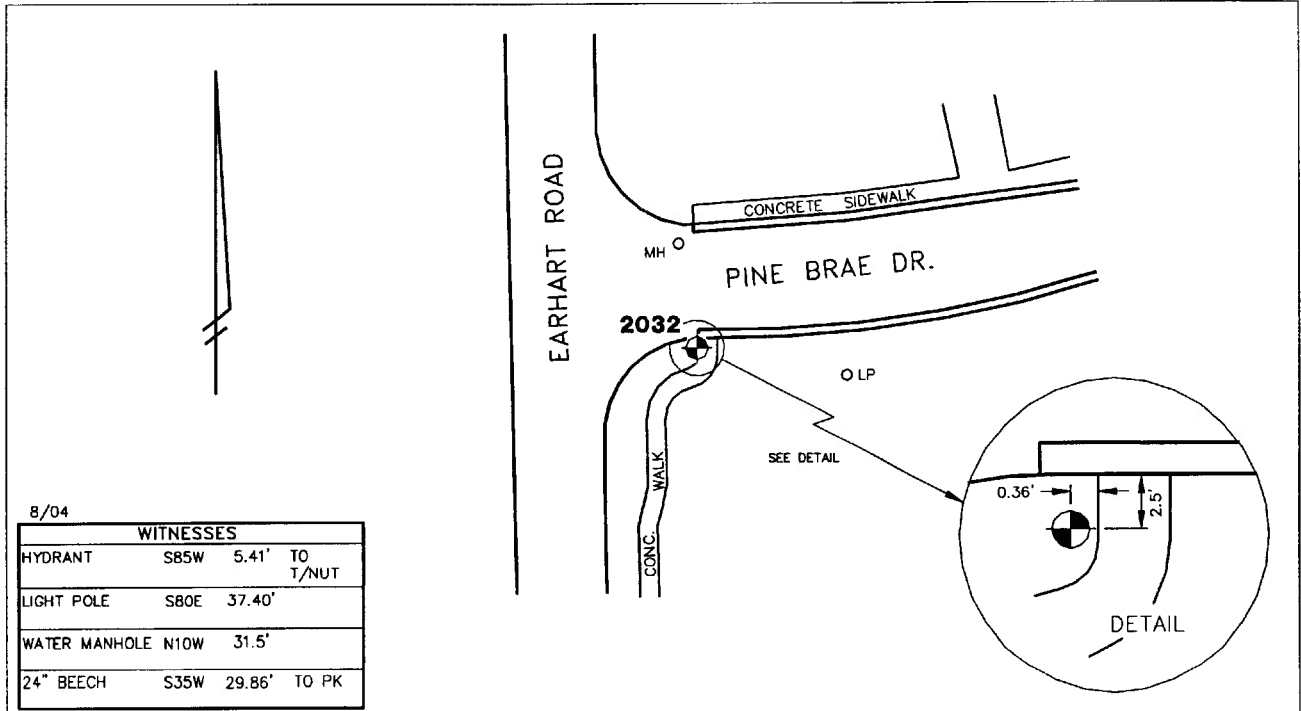 EARHART ROAD
CONCRETE SIDEWALK
MH
PINE BRAE DR.
2032
LP
SEE DETAIL
WALK
CONC.
0.36'
2.5'
DETAIL
8/04
WITNESSES
HYDRANT S85W 5.41' TO
T/NUT
LIGHT POLE S80E 37.40'
WATER MANHOLE N10W 31.5'
24" BEECH S35W 29.86' TO PK